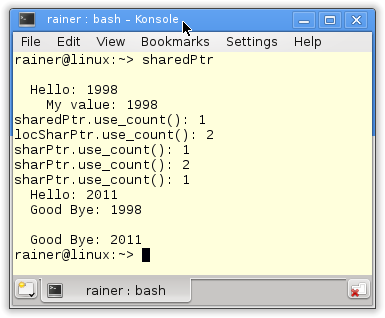 rainer : bash – Konsole
File Edit View Bookmarks Settings Help
rainer@linux:~> sharedPtr
Hello: 1998
My value: 1998
sharedPtr.use_count(): 1
locSharPtr.use_count(): 2
sharPtr.use_count(): 1
sharPtr.use_count(): 2
sharPtr.use_count(): 1
Hello: 2011
Good Bye: 1998
Good Bye: 2011
rainer@linux:~>
rainer : bash